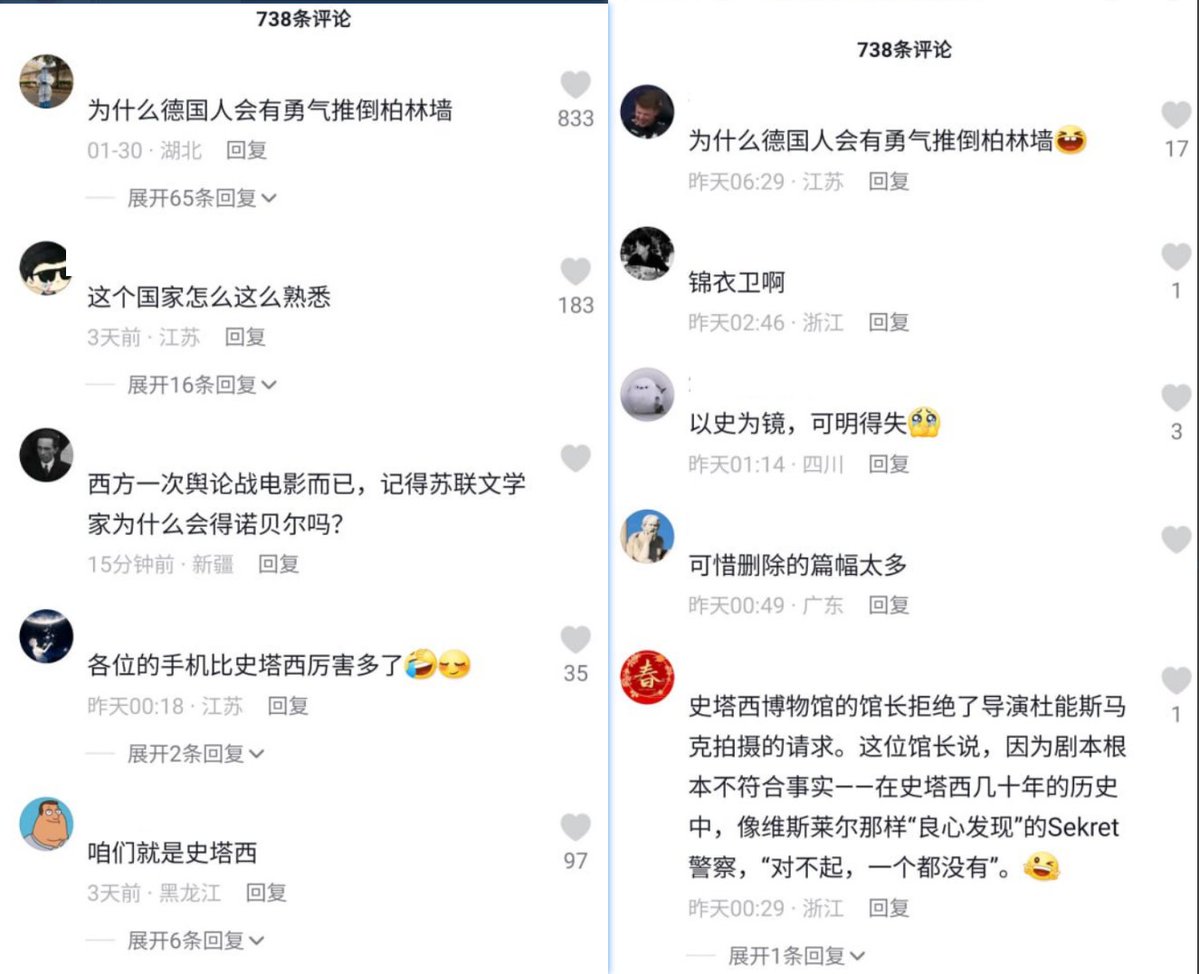 738条评论
为什么德国人会有勇气推倒柏林墙
833
01-30 · 湖北 回复
展开65条回复
这个国家怎么这么熟悉
183
3天前 · 江苏 回复
展开16条回复
西方一次舆论战电影而已，记得苏联文学
家为什么会得诺贝尔吗？
15分钟前 · 新疆 回复
各位的手机比史塔西厉害多了🤣😌
35
昨天00:18 · 江苏 回复
展开2条回复
咱们就是史塔西
97
3天前 · 黑龙江 回复
展开6条回复
738条评论
为什么德国人会有勇气推倒柏林墙😆
17
昨天06:29 · 江苏 回复
锦衣卫啊
1
昨天02:46 · 浙江 回复
以史为镜，可明得失🥹
3
昨天01:14 · 四川 回复
可惜删除的篇幅太多
昨天00:49 · 广东 回复
春
史塔西博物馆的馆长拒绝了导演杜能斯马
1
克拍摄的请求。这位馆长说，因为剧本根
本不符合事实——在史塔西几十年的历史
中，像维斯莱尔那样“良心发现”的Sekret
警察，“对不起，一个都没有”。
昨天00:29 · 浙江 回复
展开1条回复